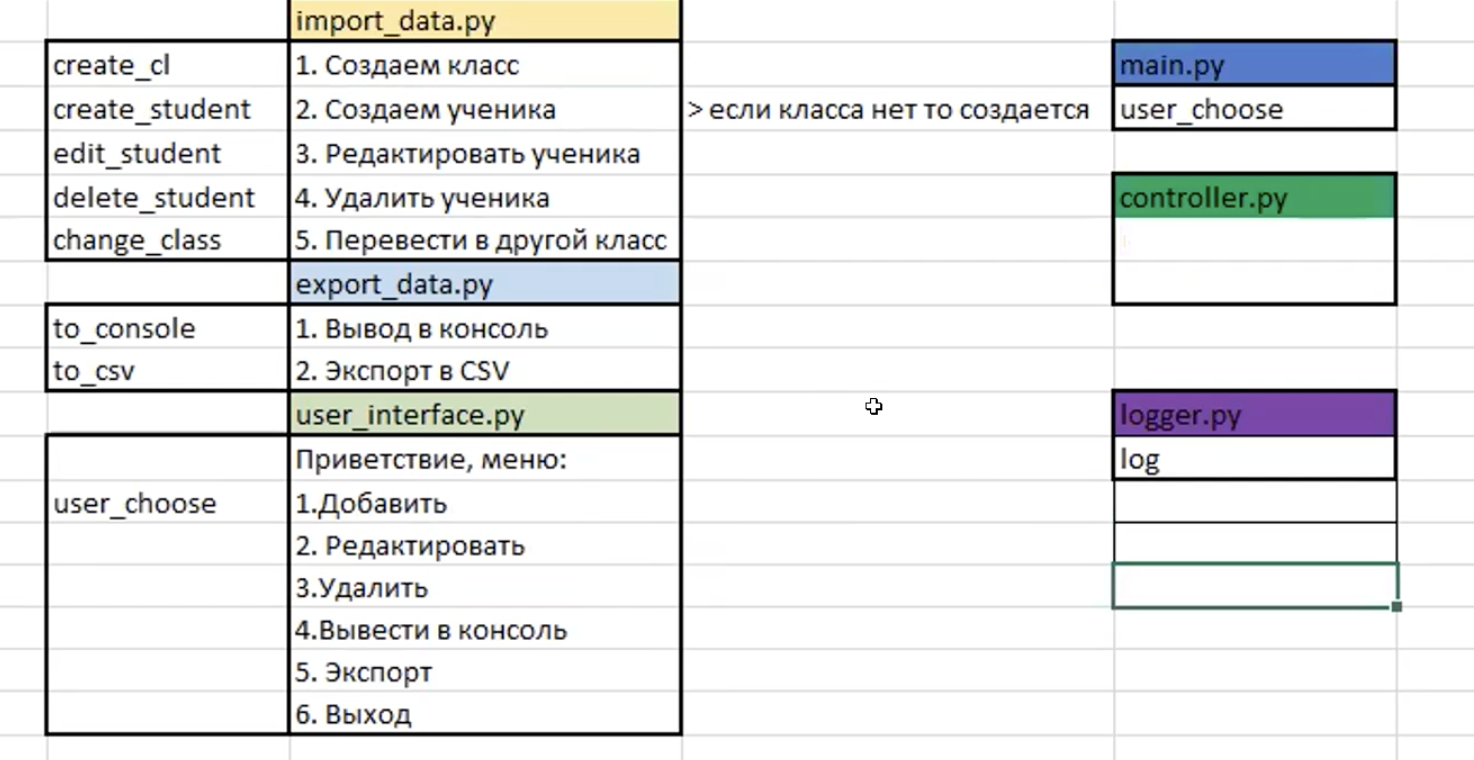 import_data.py
create_cl 1. Создаем класс main.py
create_student 2. Создаем ученика > если класса нет то создается user_choose
edit_student 3. Редактировать ученика
delete_student 4. Удалить ученика controller.py
change_class 5. Перевести в другой класс
export_data.py
to_console 1. Вывод в консоль
to_csv 2. Экспорт в CSV
user_interface.py logger.py
Приветствие, меню: log
user_choose 1.Добавить
2. Редактировать
3.Удалить
4.Вывести в консоль
5. Экспорт
6. Выход